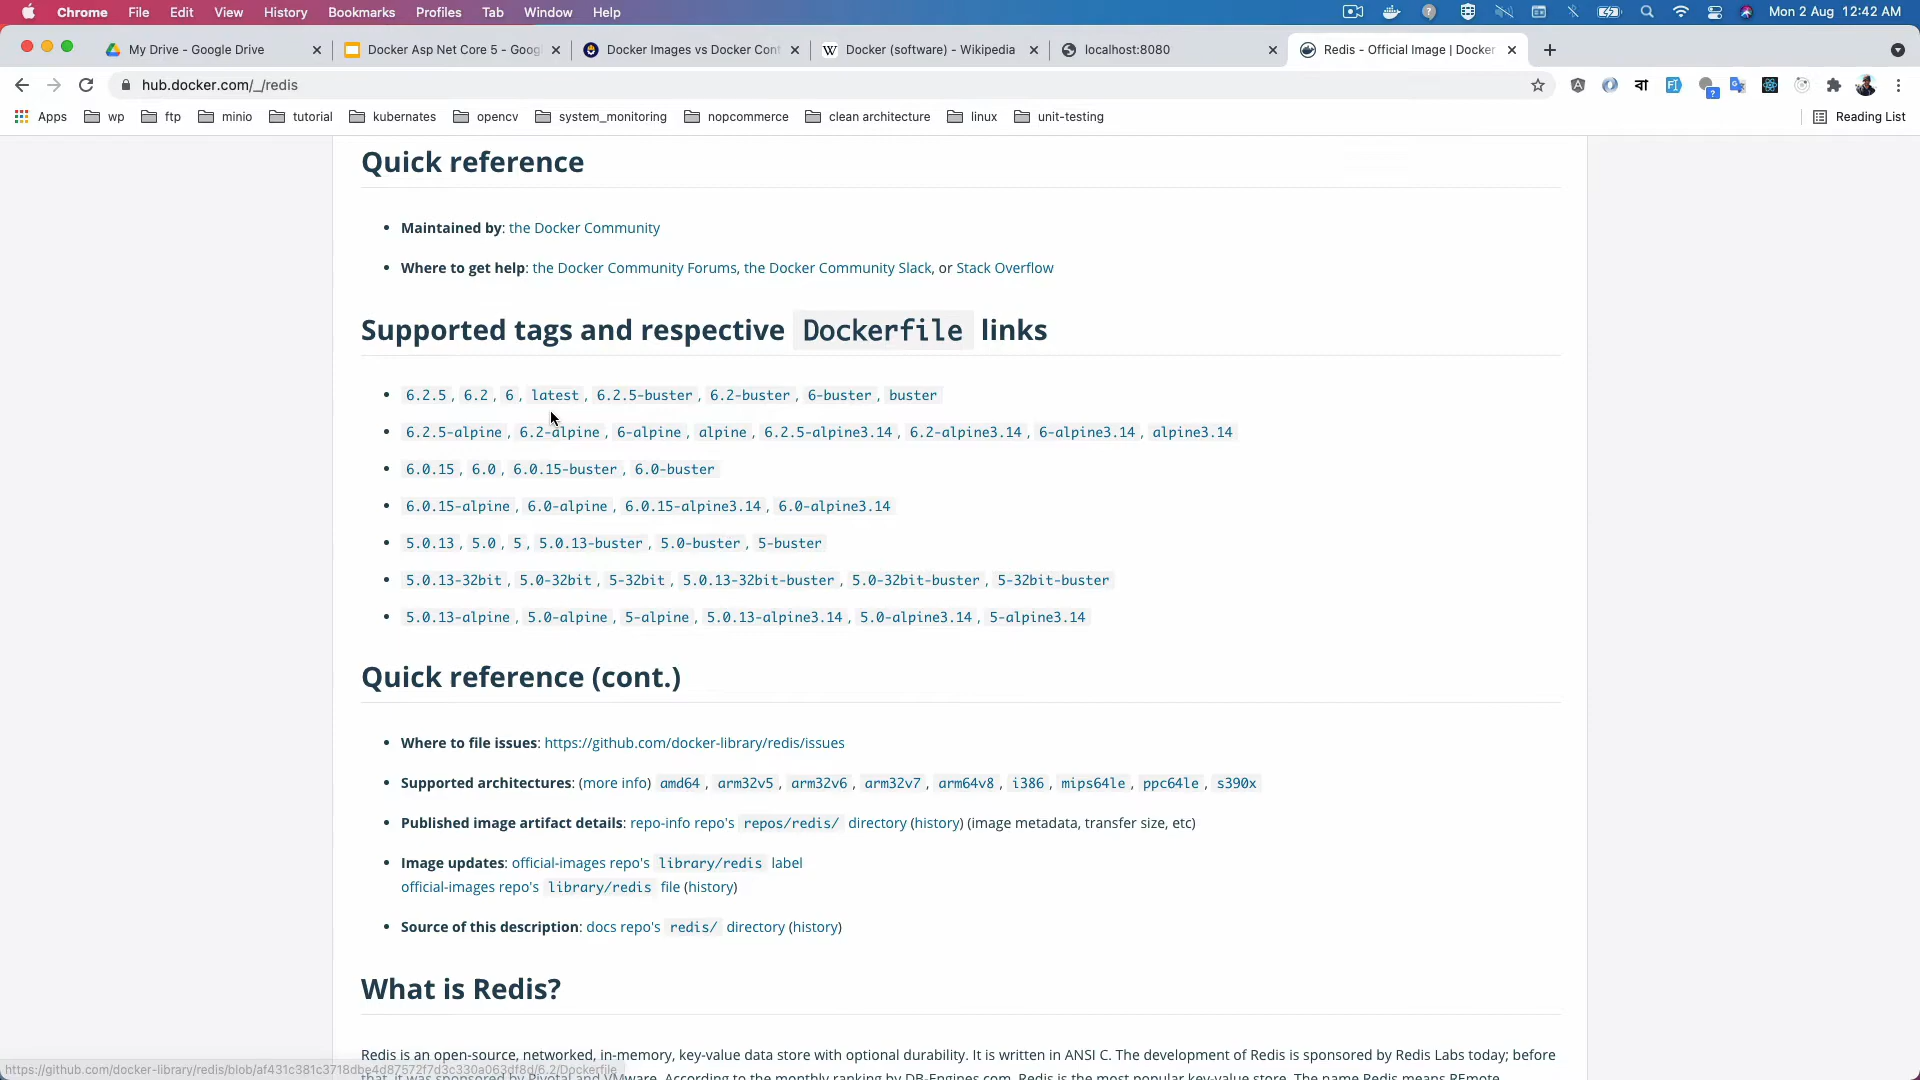 Chrome File Edit View History Bookmarks Profiles Tab Window Help Mon 2 Aug 12:42 AM
My Drive - Google Drive Docker Asp Net Core 5 - Goog Docker Images vs Docker Cont Docker (software) - Wikipedia localhost:8080 Redis - Official Image | Docker
hub.docker.com/_/redis
Apps wp ftp minio tutorial kubernates opencv system_monitoring nopcommerce clean architecture linux unit-testing Reading List
Quick reference
• Maintained by: the Docker Community
• Where to get help: the Docker Community Forums, the Docker Community Slack, or Stack Overflow
Supported tags and respective Dockerfile links
• 6.2.5, 6.2, 6, latest, 6.2.5-buster, 6.2-buster, 6-buster, buster
• 6.2.5-alpine, 6.2-alpine, 6-alpine, alpine, 6.2.5-alpine3.14, 6.2-alpine3.14, 6-alpine3.14, alpine3.14
• 6.0.15, 6.0, 6.0.15-buster, 6.0-buster
• 6.0.15-alpine, 6.0-alpine, 6.0.15-alpine3.14, 6.0-alpine3.14
• 5.0.13, 5.0, 5, 5.0.13-buster, 5.0-buster, 5-buster
• 5.0.13-32bit, 5.0-32bit, 5-32bit, 5.0.13-32bit-buster, 5.0-32bit-buster, 5-32bit-buster
• 5.0.13-alpine, 5.0-alpine, 5-alpine, 5.0.13-alpine3.14, 5.0-alpine3.14, 5-alpine3.14
Quick reference (cont.)
• Where to file issues: https://github.com/docker-library/redis/issues
• Supported architectures: (more info) amd64, arm32v5, arm32v6, arm32v7, arm64v8, i386, mips64le, ppc64le, s390x
• Published image artifact details: repo-info repo's repos/redis/ directory (history) (image metadata, transfer size, etc)
• Image updates: official-images repo's library/redis label
official-images repo's library/redis file (history)
• Source of this description: docs repo's redis/ directory (history)
What is Redis?
Redis is an open-source, networked, in-memory, key-value data store with optional durability. It is written in ANSI C. The development of Redis is sponsored by Redis Labs today; before
that, it was sponsored by Pivotal and VMware. According to the monthly ranking by DB-Engines.com, Redis is the most popular key-value store. The name Redis means REmote
https://github.com/docker-library/redis/blob/af431c381c3718dbe4d87572f7d3c330a063df8d/6.2/Dockerfile